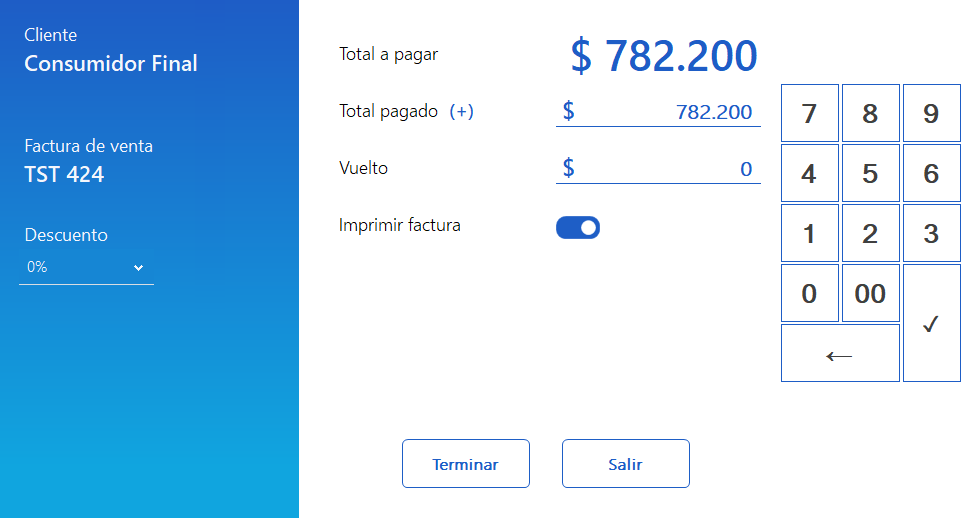 Cliente
Consumidor Final
Factura de venta
TST 424
Descuento
0%
Total a pagar
$ 782.200
Total pagado (+)
$ 782.200
Vuelto
$ 0
Imprimir factura
7 8 9
4 5 6
1 2 3
0 00 ✓
←
Terminar
Salir